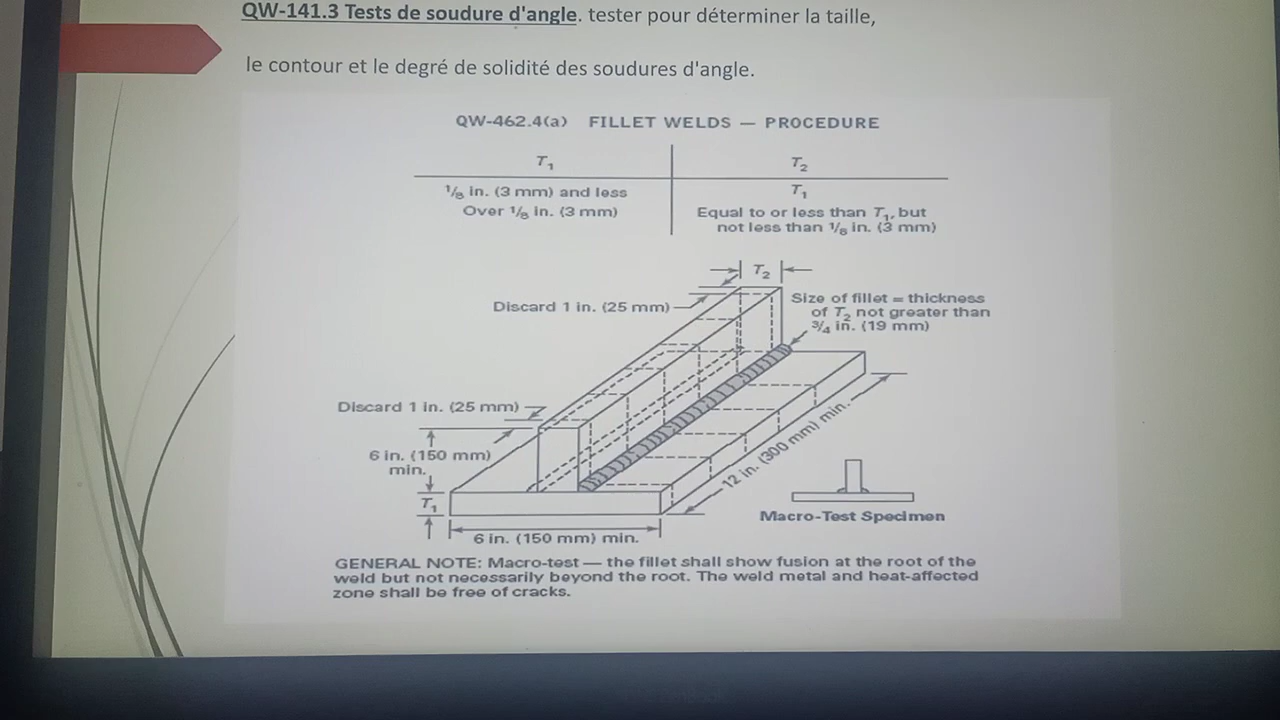 QW-141.3 Tests de soudure d'angle. tester pour déterminer la taille,
le contour et le degré de solidité des soudures d'angle.
QW-462.4(a) FILLET WELDS — PROCEDURE
T₁
T₂
⅛ in. (3 mm) and less
T₁
Over ⅛ in. (3 mm)
Equal to or less than T₁, but
not less than ⅛ in. (3 mm)
T₂
Discard 1 in. (25 mm)
Size of fillet = thickness
of T₂ not greater than
¾ in. (19 mm)
Discard 1 in. (25 mm)
6 in. (150 mm)
min.
T₁
12 in. (300 mm) min.
6 in. (150 mm) min.
Macro-Test Specimen
GENERAL NOTE: Macro-test — the fillet shall show fusion at the root of the
weld but not necessarily beyond the root. The weld metal and heat-affected
zone shall be free of cracks.